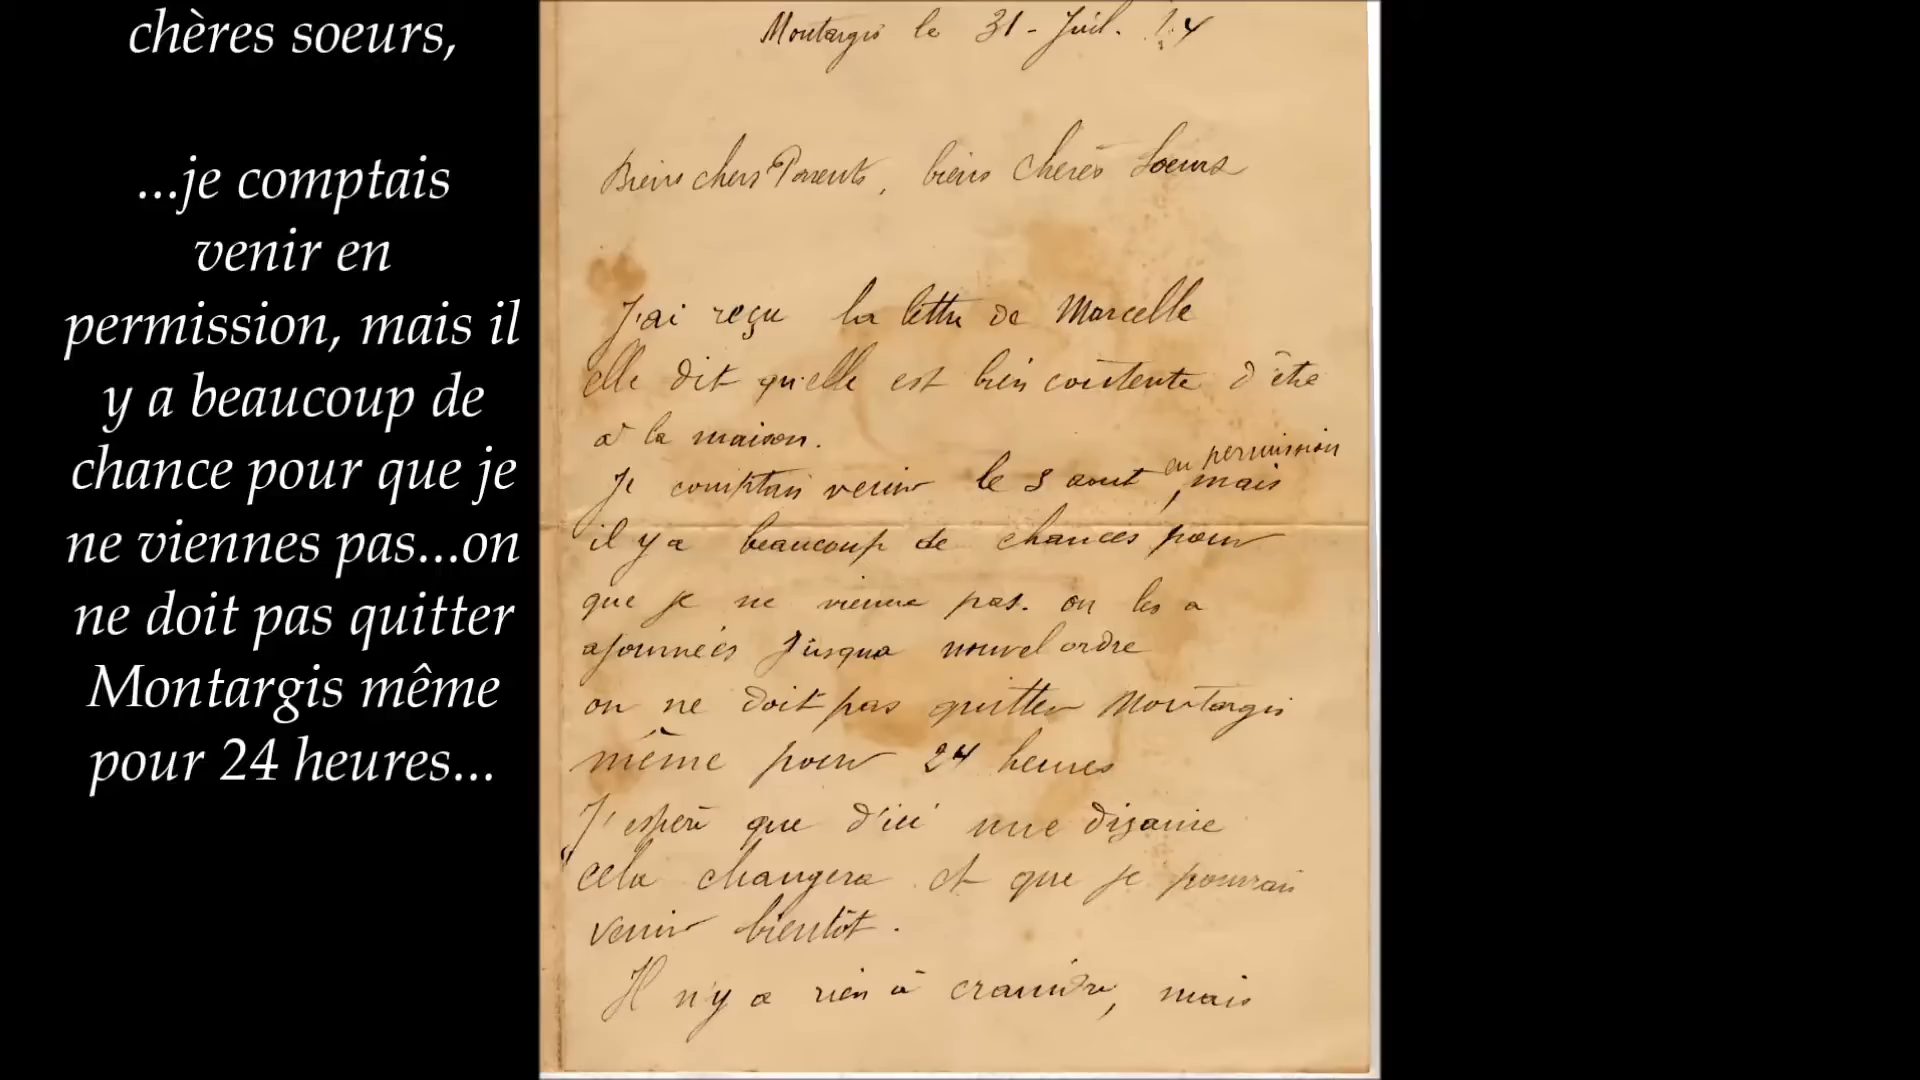 chères soeurs,
...je comptais
venir en
permission, mais il
y a beaucoup de
chance pour que je
ne viennes pas...on
ne doit pas quitter
Montargis même
pour 24 heures...
Montargis le 31 - Juil. 14
Biens chers Parents, biens chères Soeurs
J'ai reçu la lettre de Marcelle
elle dit qu'elle est bien contente d'être
à la maison.
en permission
Je comptais venir le 3 aout, mais
il y a beaucoup de chances pour
que je ne vienne pas. on les a
ajournées jusqua nouvel ordre
on ne doit pas quitter Montargis
même pour 24 heures
J'espère que d'ici une dizaine
cela changera et que je pourrai
venir bientôt.
Il n'y a rien à craindre, mais